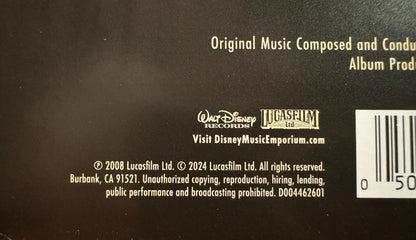 Original Music Composed and Condu
Album Produ
WALT DISNEY
RECORDS
LUCASFILM
Ltd.
Visit DisneyMusicEmporium.com
℗ 2008 Lucasfilm Ltd. © 2024 Lucasfilm Ltd. All rights reserved.
Burbank, CA 91521. Unauthorized copying, reproduction, hiring, lending,
public performance and broadcasting prohibited. D004462601
0 50